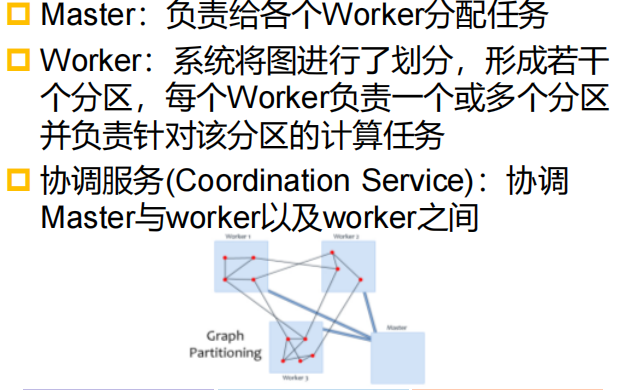 Master：负责给各个Worker分配任务
Worker：系统将图进行了划分，形成若干
个分区，每个Worker负责一个或多个分区
并负责针对该分区的计算任务
协调服务(Coordination Service)：协调
Master与worker以及worker之间
Worker 1
Worker 2
Graph
Partitioning
Master
Worker 3